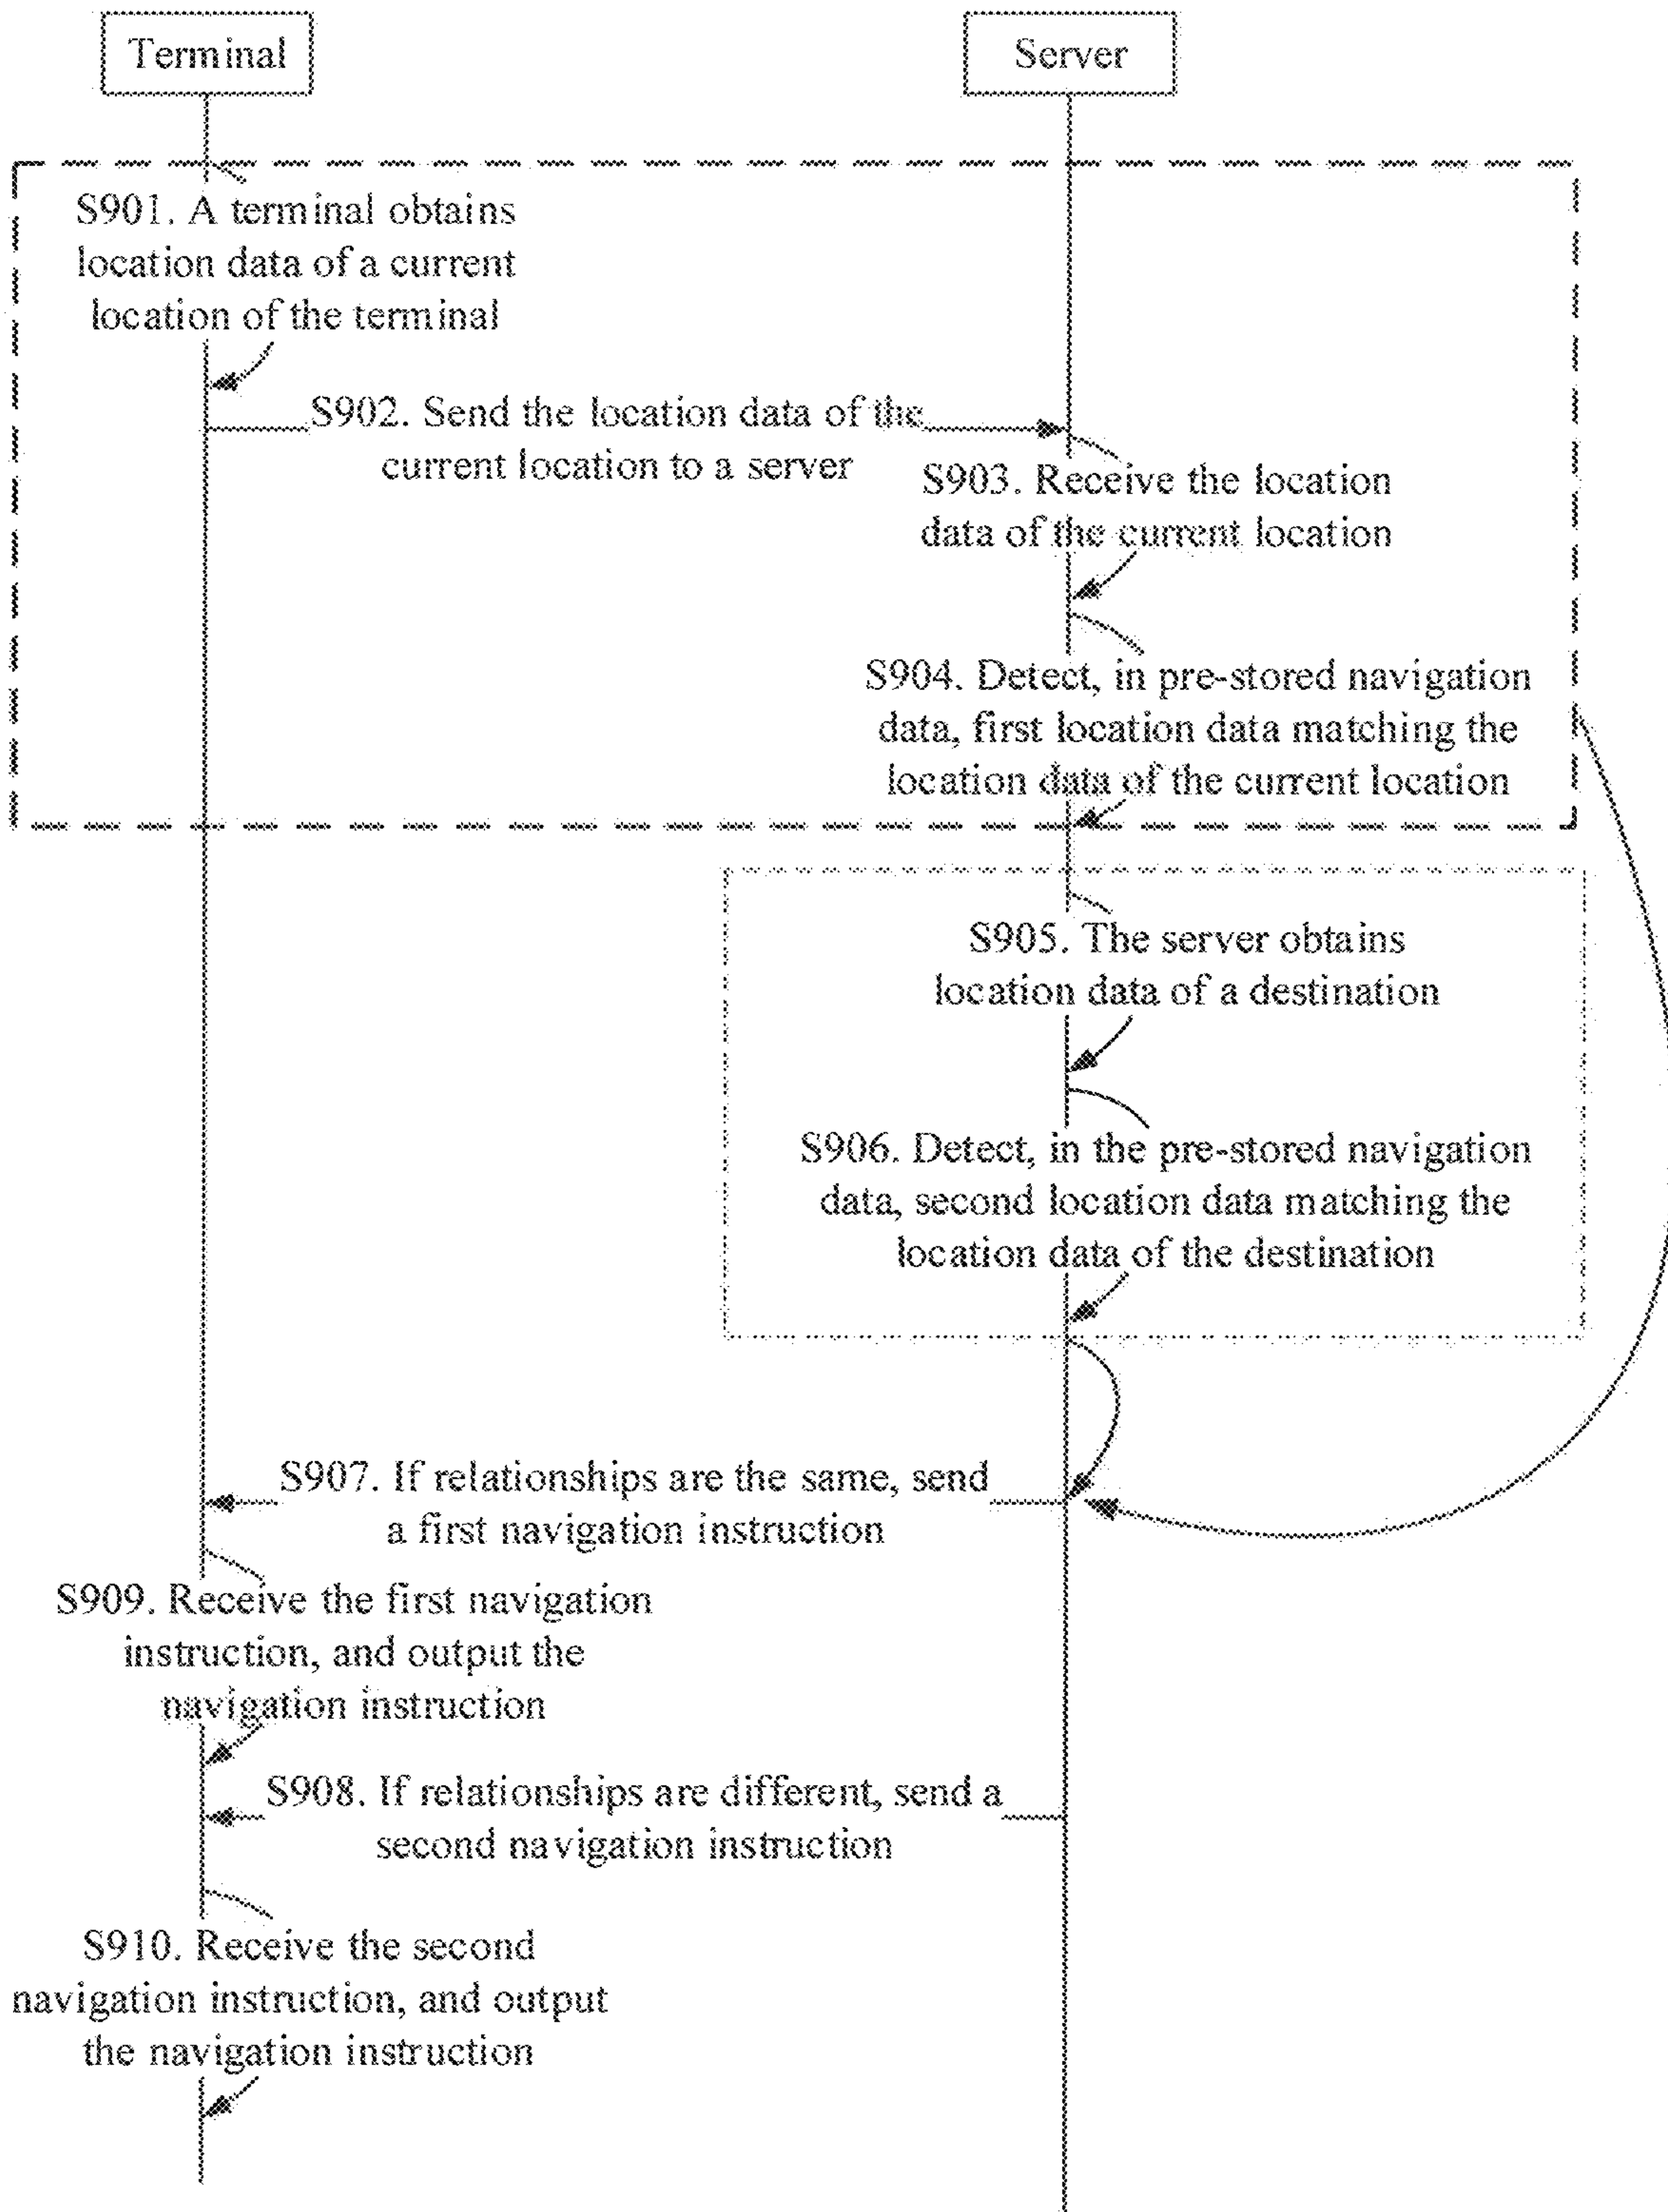 Terminal
Server
S901. A terminal obtains
location data of a current
location of the terminal
S902. Send the location data of the
current location to a server
S903. Receive the location
data of the current location
S904. Detect, in pre-stored navigation
data, first location data matching the
location data of the current location
S905. The server obtains
location data of a destination
S906. Detect, in the pre-stored navigation
data, second location data matching the
location data of the destination
S907. If relationships are the same, send
a first navigation instruction
S909. Receive the first navigation
instruction, and output the
navigation instruction
S908. If relationships are different, send a
second navigation instruction
S910. Receive the second
navigation instruction, and output
the navigation instruction